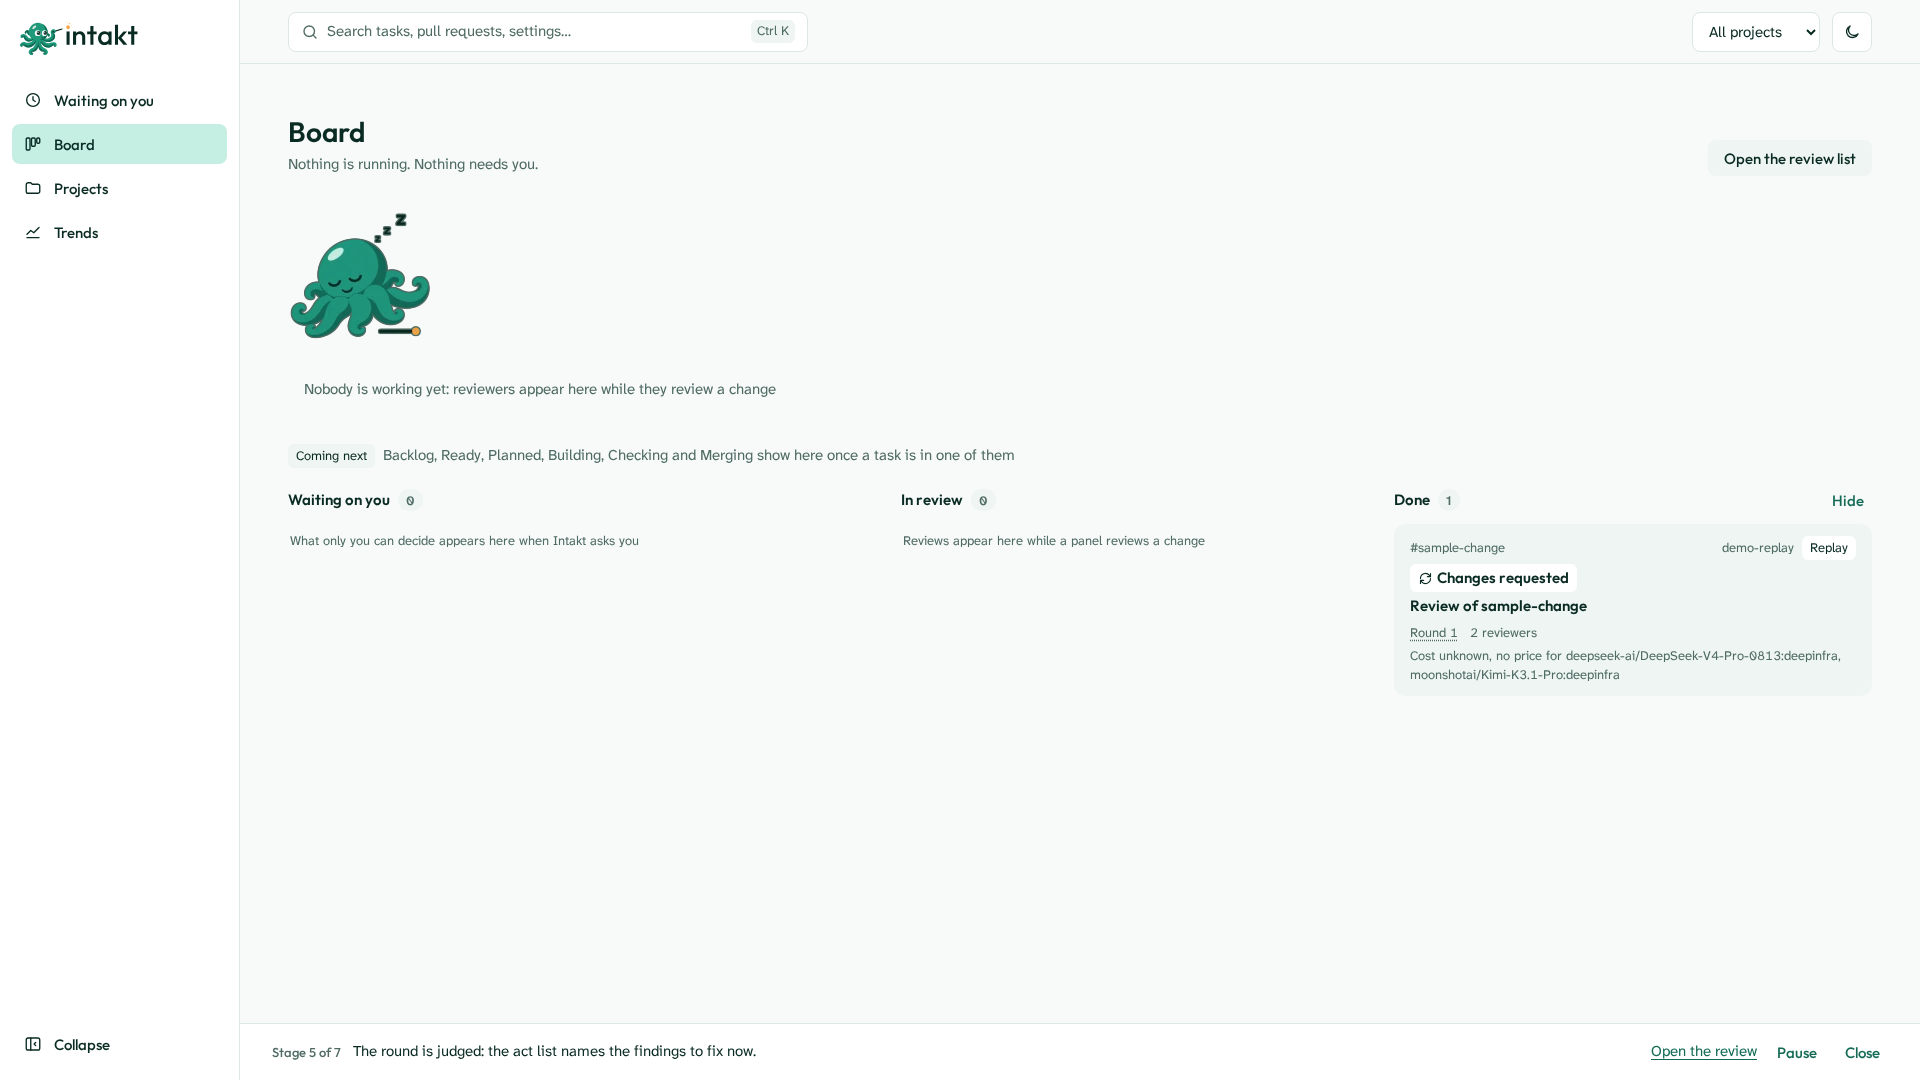 intakt
Search tasks, pull requests, settings...
Ctrl K
All projects
Waiting on you
Board
Projects
Trends
Board
Nothing is running. Nothing needs you.
Open the review list
z z z
Nobody is working yet: reviewers appear here while they review a change
Coming next Backlog, Ready, Planned, Building, Checking and Merging show here once a task is in one of them
Waiting on you 0
What only you can decide appears here when Intakt asks you
In review 0
Reviews appear here while a panel reviews a change
Done 1 Hide
#sample-change demo-replay Replay
Changes requested
Review of sample-change
Round 1 2 reviewers
Cost unknown, no price for deepseek-ai/DeepSeek-V4-Pro-0813:deepinfra,
moonshotai/Kimi-K3.1-Pro:deepinfra
Collapse
Stage 5 of 7 The round is judged: the act list names the findings to fix now.
Open the review Pause Close